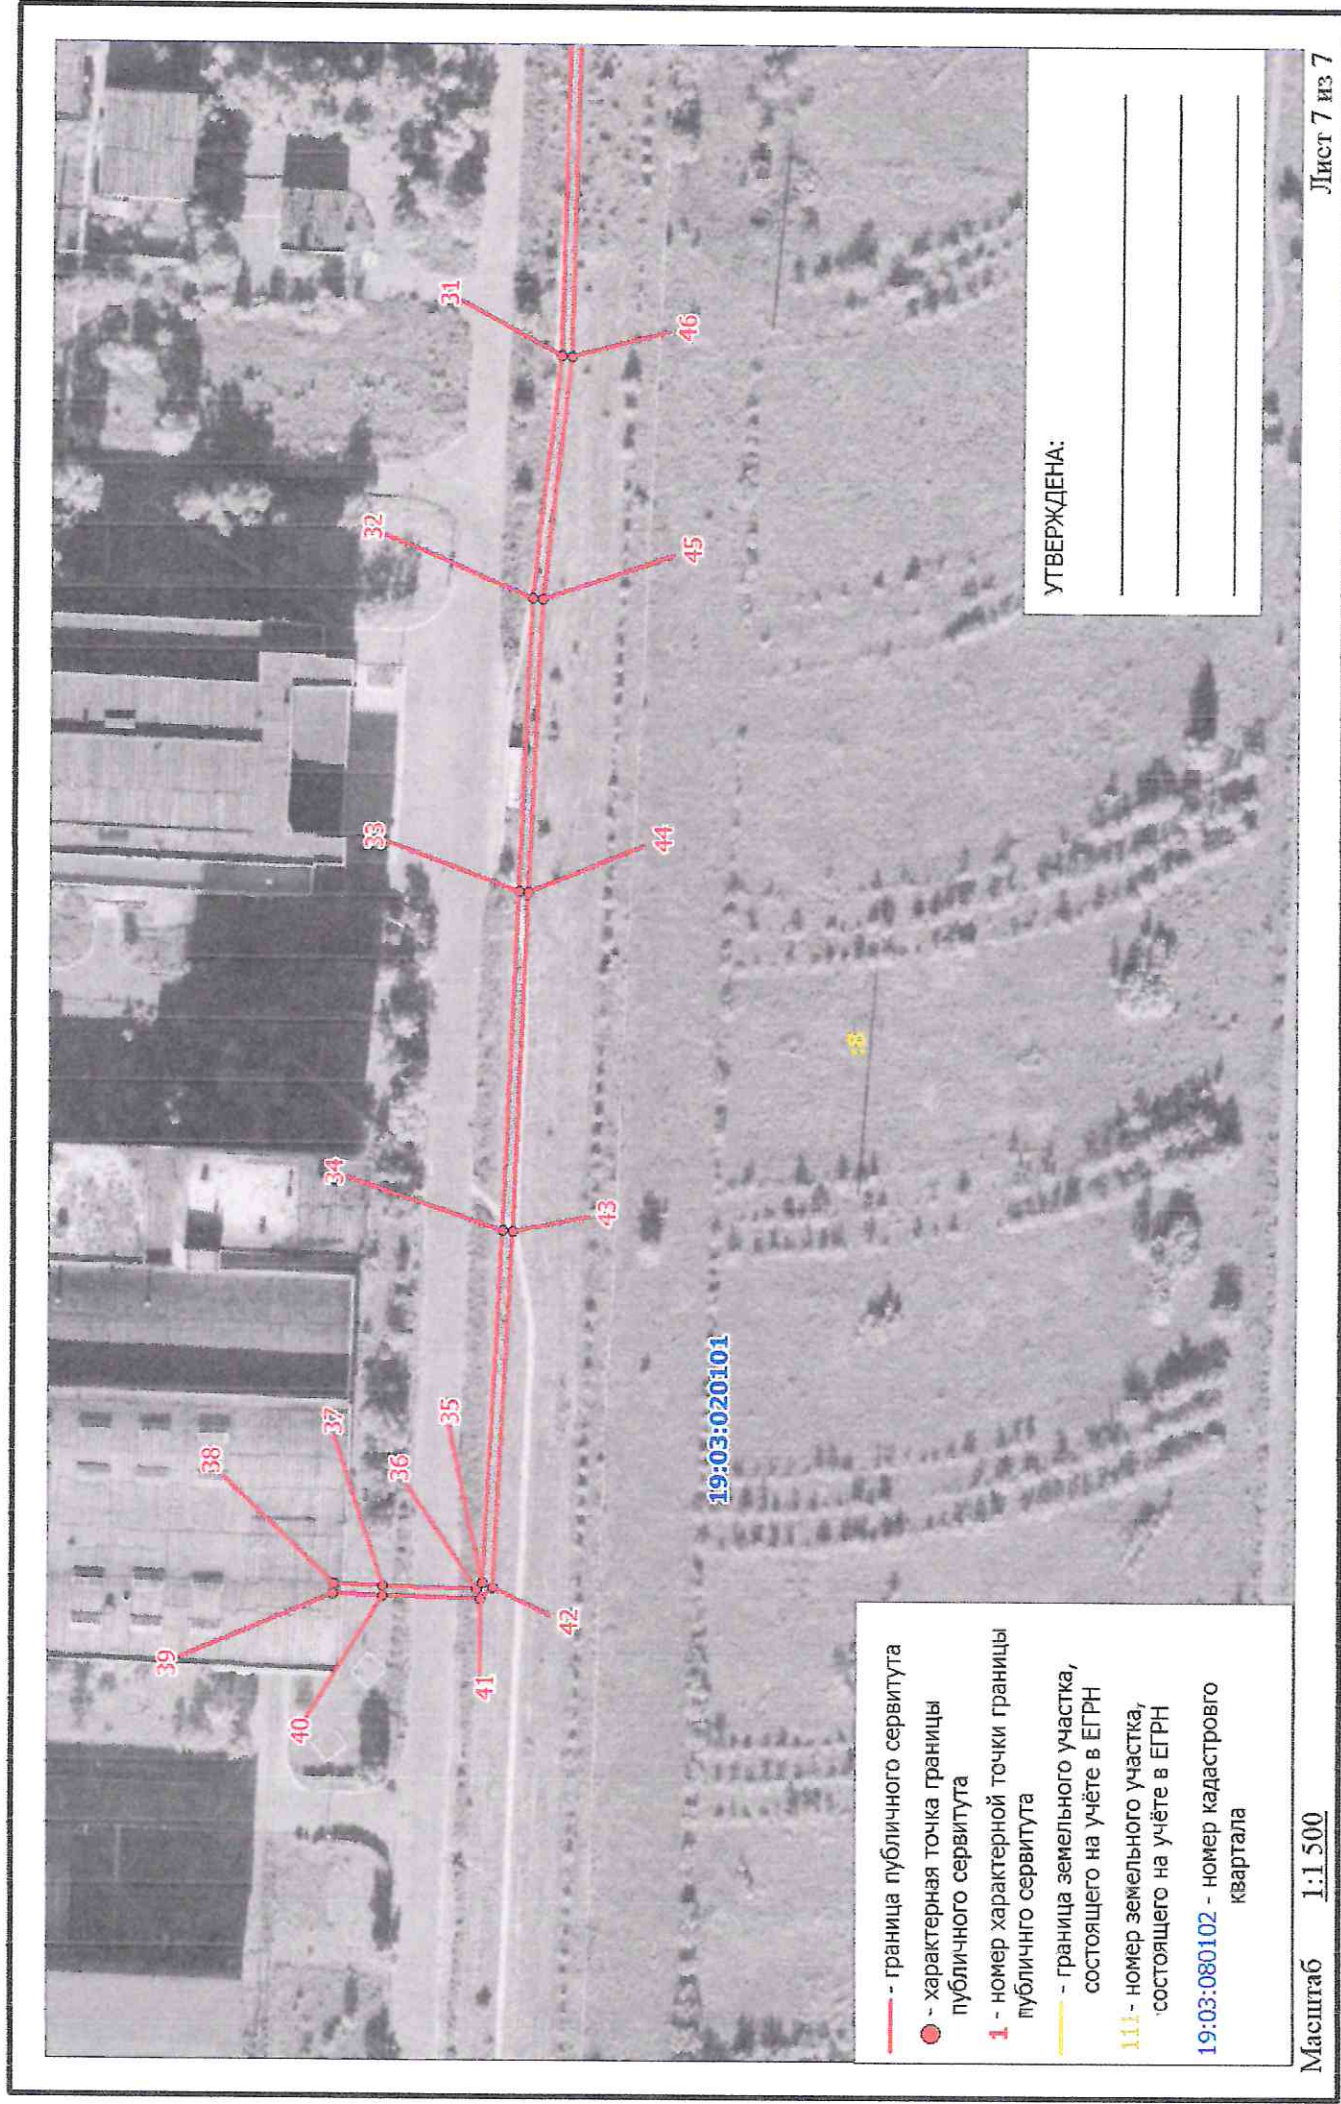 39
38
40
37
36
35
41
42
34
43
33
44
32
45
31
46
19:03:020101
:8
УТВЕРЖДЕНА:
- граница публичного сервитута
- характерная точка границы
публичного сервитута
1 - номер характерной точки границы
публичнго сервитута
- граница земельного участка,
состоящего на учёте в ЕГРН
111 - номер земельного участка,
состоящего на учёте в ЕГРН
19:03:080102 - номер кадастровго
квартала
Масштаб 1:1 500
Лист 7 из 7